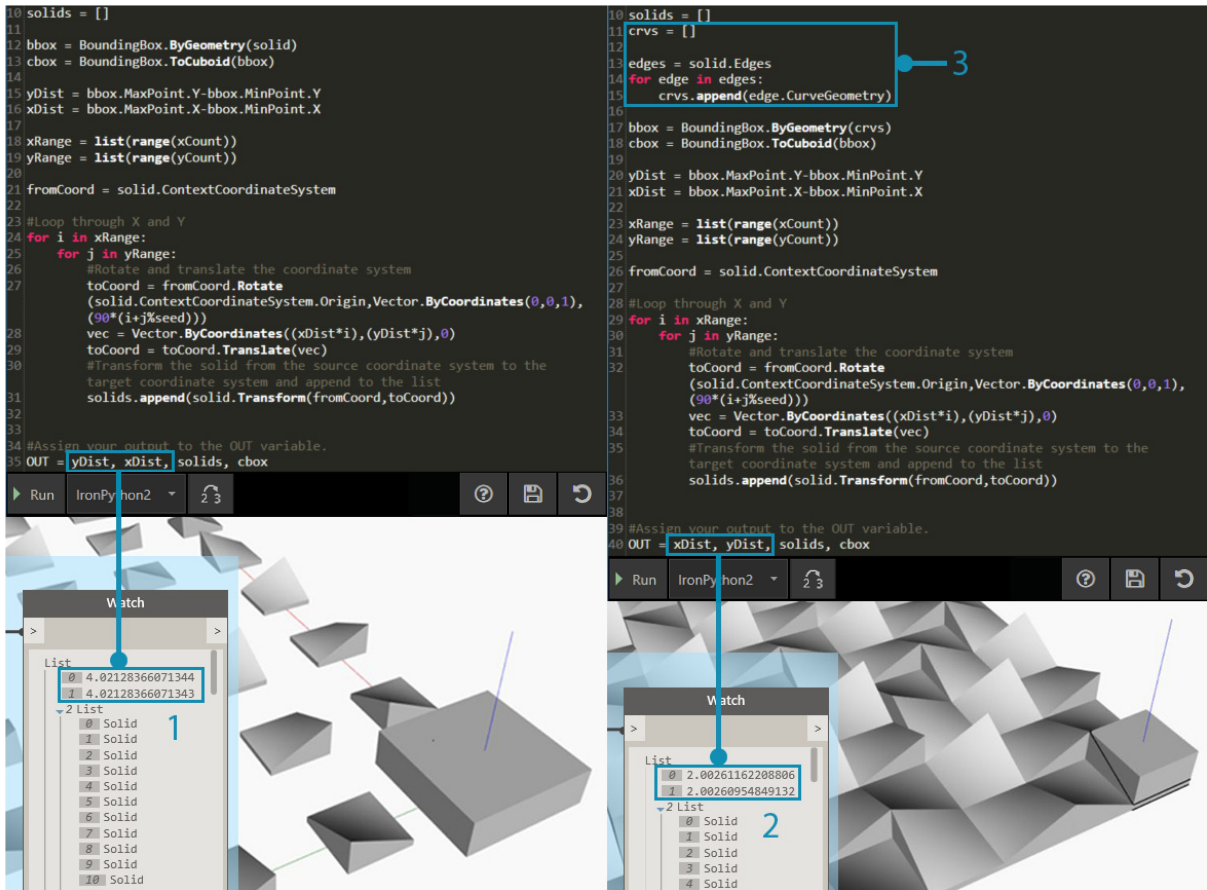 10 solids = []
11
12 bbox = BoundingBox.ByGeometry(solid)
13 cbox = BoundingBox.ToCuboid(bbox)
14
15 yDist = bbox.MaxPoint.Y-bbox.MinPoint.Y
16 xDist = bbox.MaxPoint.X-bbox.MinPoint.X
17
18 xRange = list(range(xCount))
19 yRange = list(range(yCount))
20
21 fromCoord = solid.ContextCoordinateSystem
22
23 #Loop through X and Y
24 for i in xRange:
25 for j in yRange:
26 #Rotate and translate the coordinate system
27 toCoord = fromCoord.Rotate
(solid.ContextCoordinateSystem.Origin,Vector.ByCoordinates(0,0,1),
(90*(i+j%seed)))
28 vec = Vector.ByCoordinates((xDist*i),(yDist*j),0)
29 toCoord = toCoord.Translate(vec)
30 #Transform the solid from the source coordinate system to the
target coordinate system and append to the list
31 solids.append(solid.Transform(fromCoord,toCoord))
32
33
34 #Assign your output to the OUT variable.
35 OUT = yDist, xDist, solids, cbox
Run IronPython2 2 3
Watch
> >
List
0 4.02128366071344
1 4.02128366071343
2 List
0 Solid
1 Solid
2 Solid
3 Solid
4 Solid
5 Solid
6 Solid
7 Solid
8 Solid
9 Solid
10 Solid
1
10 solids = []
11 crvs = []
12
13 edges = solid.Edges
14 for edge in edges:
15 crvs.append(edge.CurveGeometry)
3
16
17 bbox = BoundingBox.ByGeometry(crvs)
18 cbox = BoundingBox.ToCuboid(bbox)
19
20 yDist = bbox.MaxPoint.Y-bbox.MinPoint.Y
21 xDist = bbox.MaxPoint.X-bbox.MinPoint.X
22
23 xRange = list(range(xCount))
24 yRange = list(range(yCount))
25
26 fromCoord = solid.ContextCoordinateSystem
27
28 #Loop through X and Y
29 for i in xRange:
30 for j in yRange:
31 #Rotate and translate the coordinate system
32 toCoord = fromCoord.Rotate
(solid.ContextCoordinateSystem.Origin,Vector.ByCoordinates(0,0,1),
(90*(i+j%seed)))
33 vec = Vector.ByCoordinates((xDist*i),(yDist*j),0)
34 toCoord = toCoord.Translate(vec)
35 #Transform the solid from the source coordinate system to the
target coordinate system and append to the list
36 solids.append(solid.Transform(fromCoord,toCoord))
37
38
39 #Assign your output to the OUT variable.
40 OUT = xDist, yDist, solids, cbox
Run IronPython2 2 3
Watch
> >
List
0 2.00261162208806
1 2.00260954849132
2 List
0 Solid
1 Solid
2 Solid
3 Solid
4 Solid
2